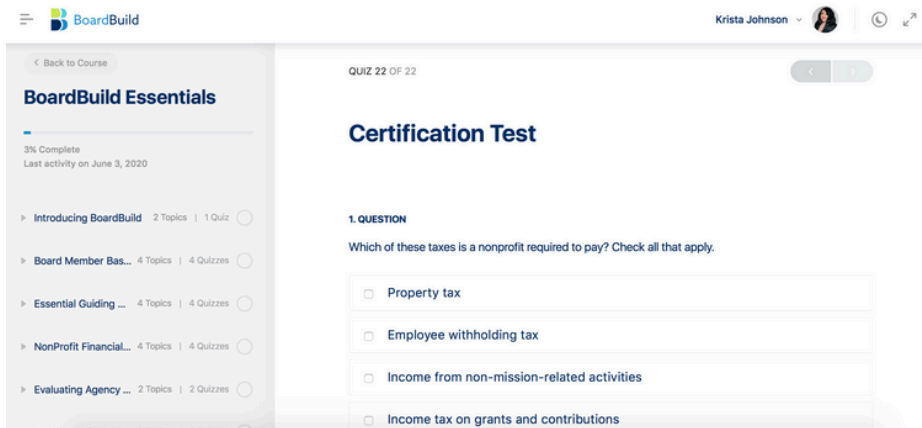 BoardBuild
Krista Johnson
Back to Course
BoardBuild Essentials
3% Complete
Last activity on June 3, 2020
Introducing BoardBuild 2 Topics | 1 Quiz
Board Member Bas... 4 Topics | 4 Quizzes
Essential Guiding ... 4 Topics | 4 Quizzes
NonProfit Financial... 4 Topics | 4 Quizzes
Evaluating Agency ... 2 Topics | 2 Quizzes
QUIZ 22 OF 22
Certification Test
1. QUESTION
Which of these taxes is a nonprofit required to pay? Check all that apply.
Property tax
Employee withholding tax
Income from non-mission-related activities
Income tax on grants and contributions